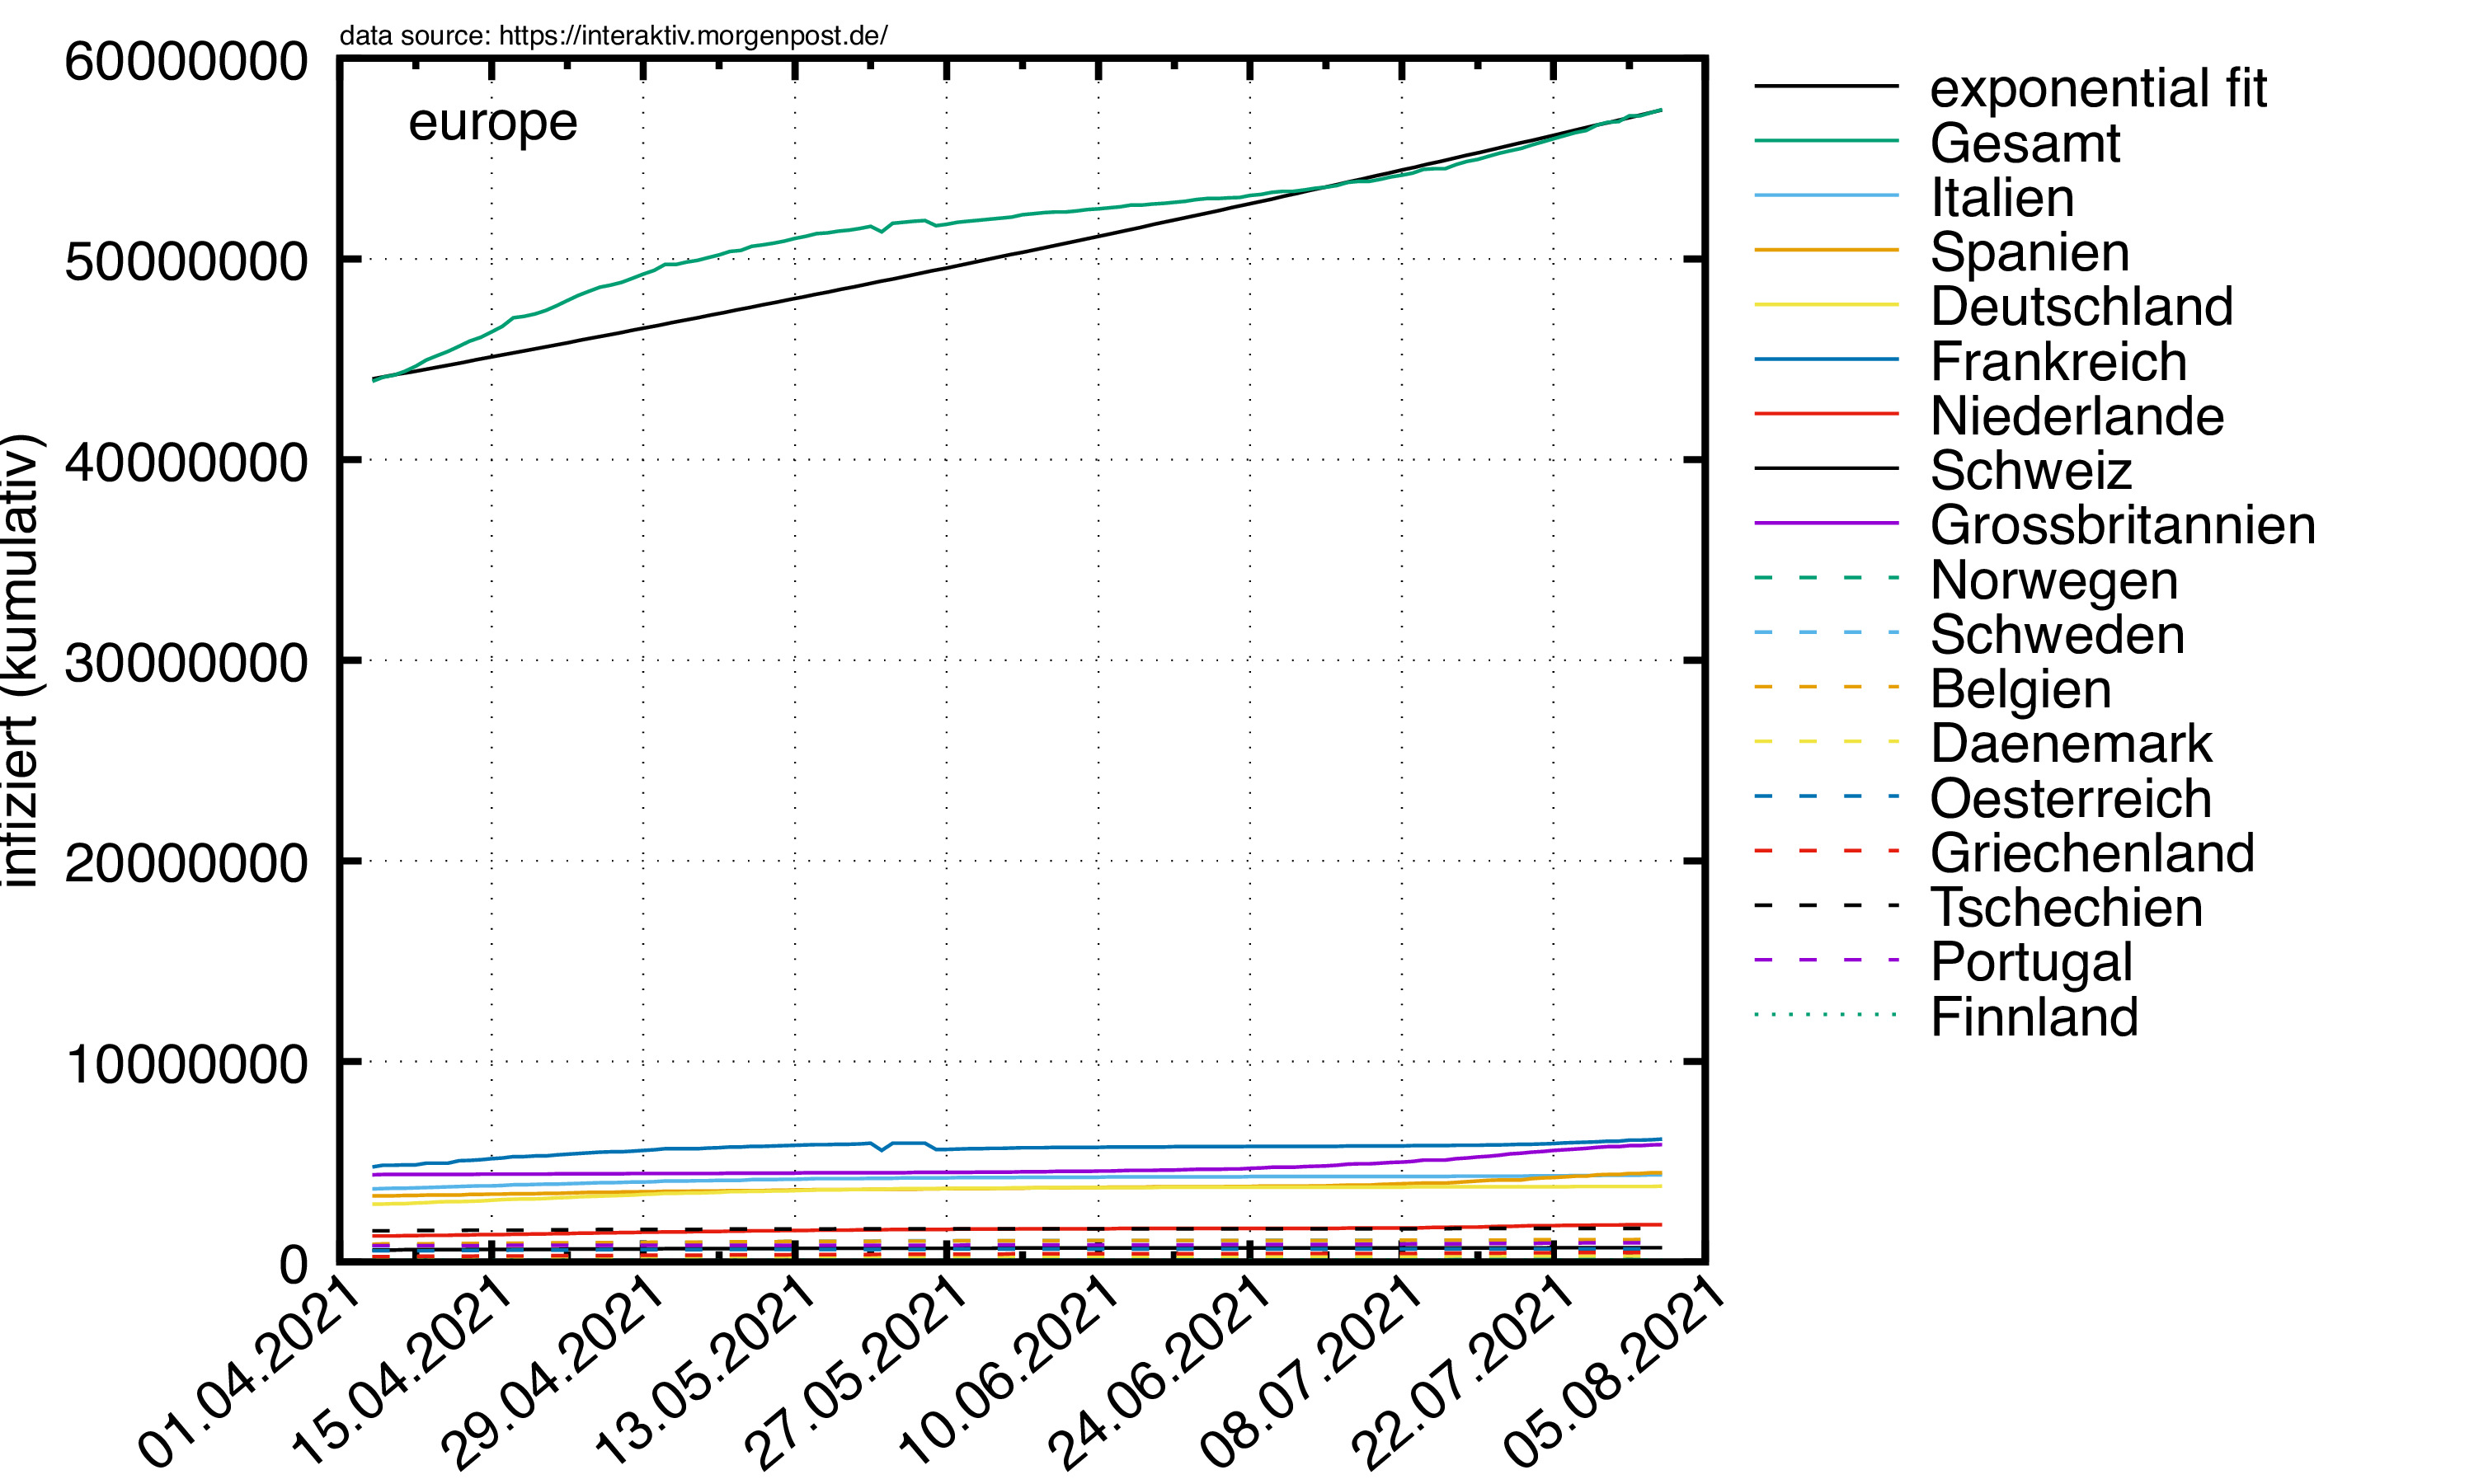 data source: https://interaktiv.morgenpost.de/
europe
infiziert (kumulativ)
60000000
50000000
40000000
30000000
20000000
10000000
0
01.04.2021
15.04.2021
29.04.2021
13.05.2021
27.05.2021
10.06.2021
24.06.2021
08.07.2021
22.07.2021
05.08.2021
exponential fit
Gesamt
Italien
Spanien
Deutschland
Frankreich
Niederlande
Schweiz
Grossbritannien
Norwegen
Schweden
Belgien
Daenemark
Oesterreich
Griechenland
Tschechien
Portugal
Finnland